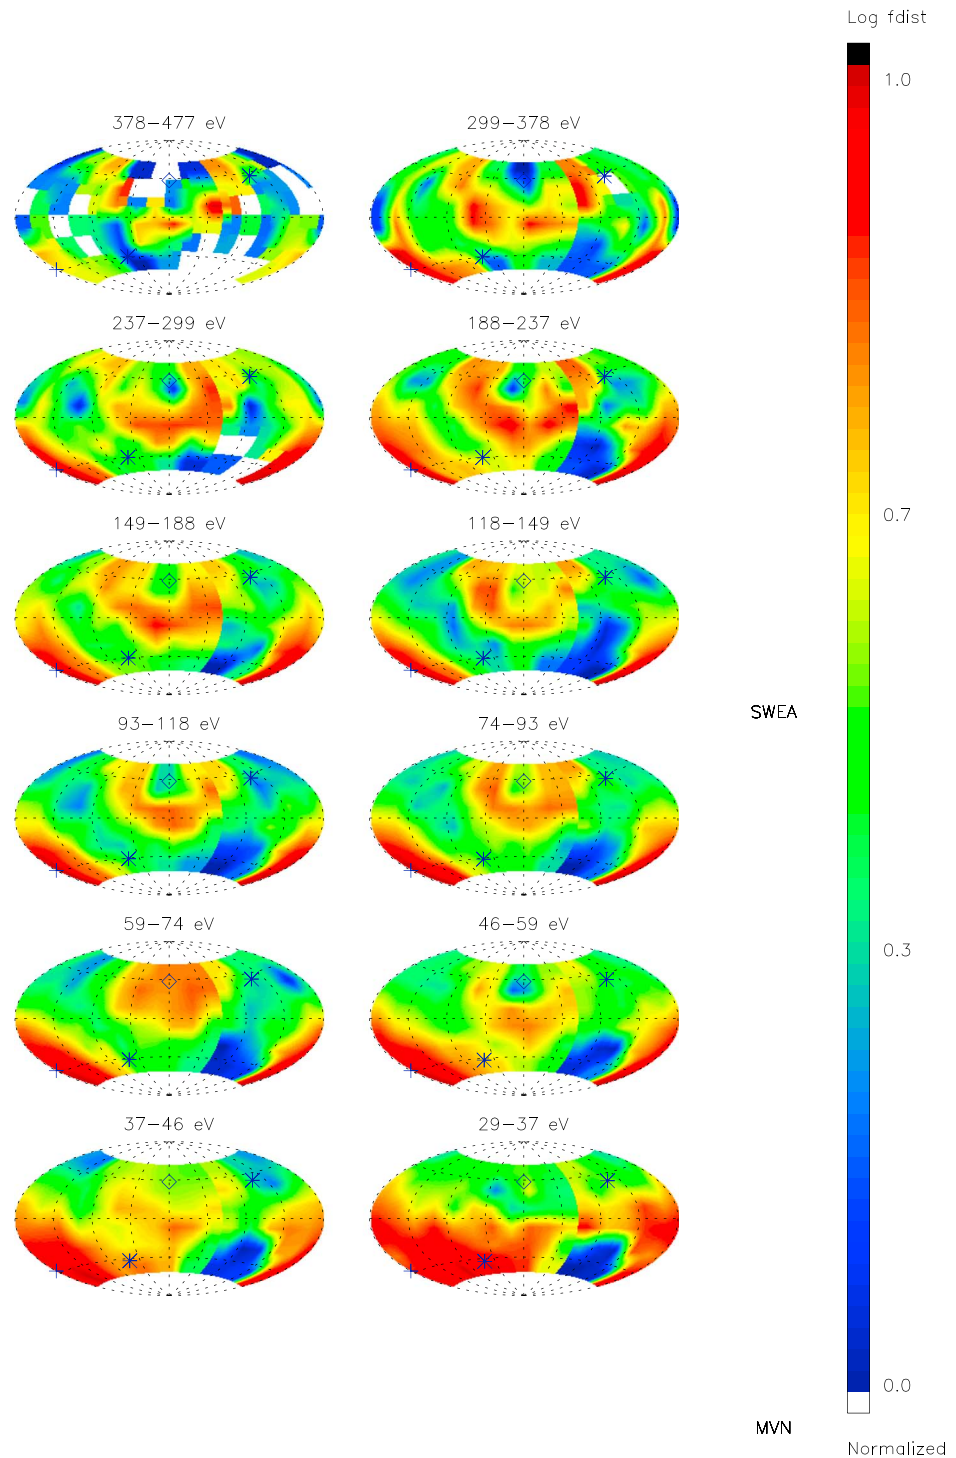 Log fdist
1.0
378-477 eV
299-378 eV
237-299 eV
188-237 eV
0.7
149-188 eV
118-149 eV
SWEA
93-118 eV
74-93 eV
59-74 eV
46-59 eV
0.3
37-46 eV
29-37 eV
0.0
MVN
Normalized